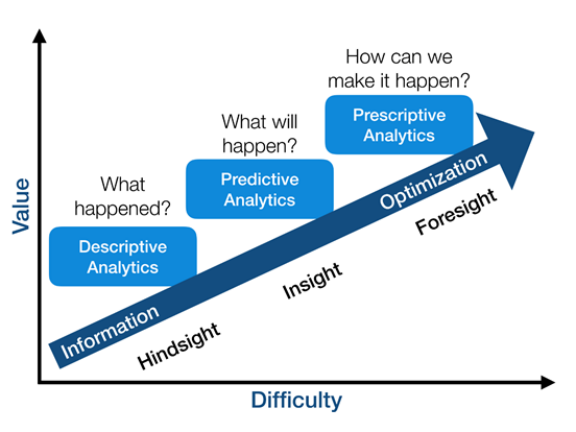 How can we
make it happen?
Prescriptive
Analytics
What will
happen?
Predictive
Analytics
What
happened?
Descriptive
Analytics
Value
Information
Optimization
Hindsight
Insight
Foresight
Difficulty